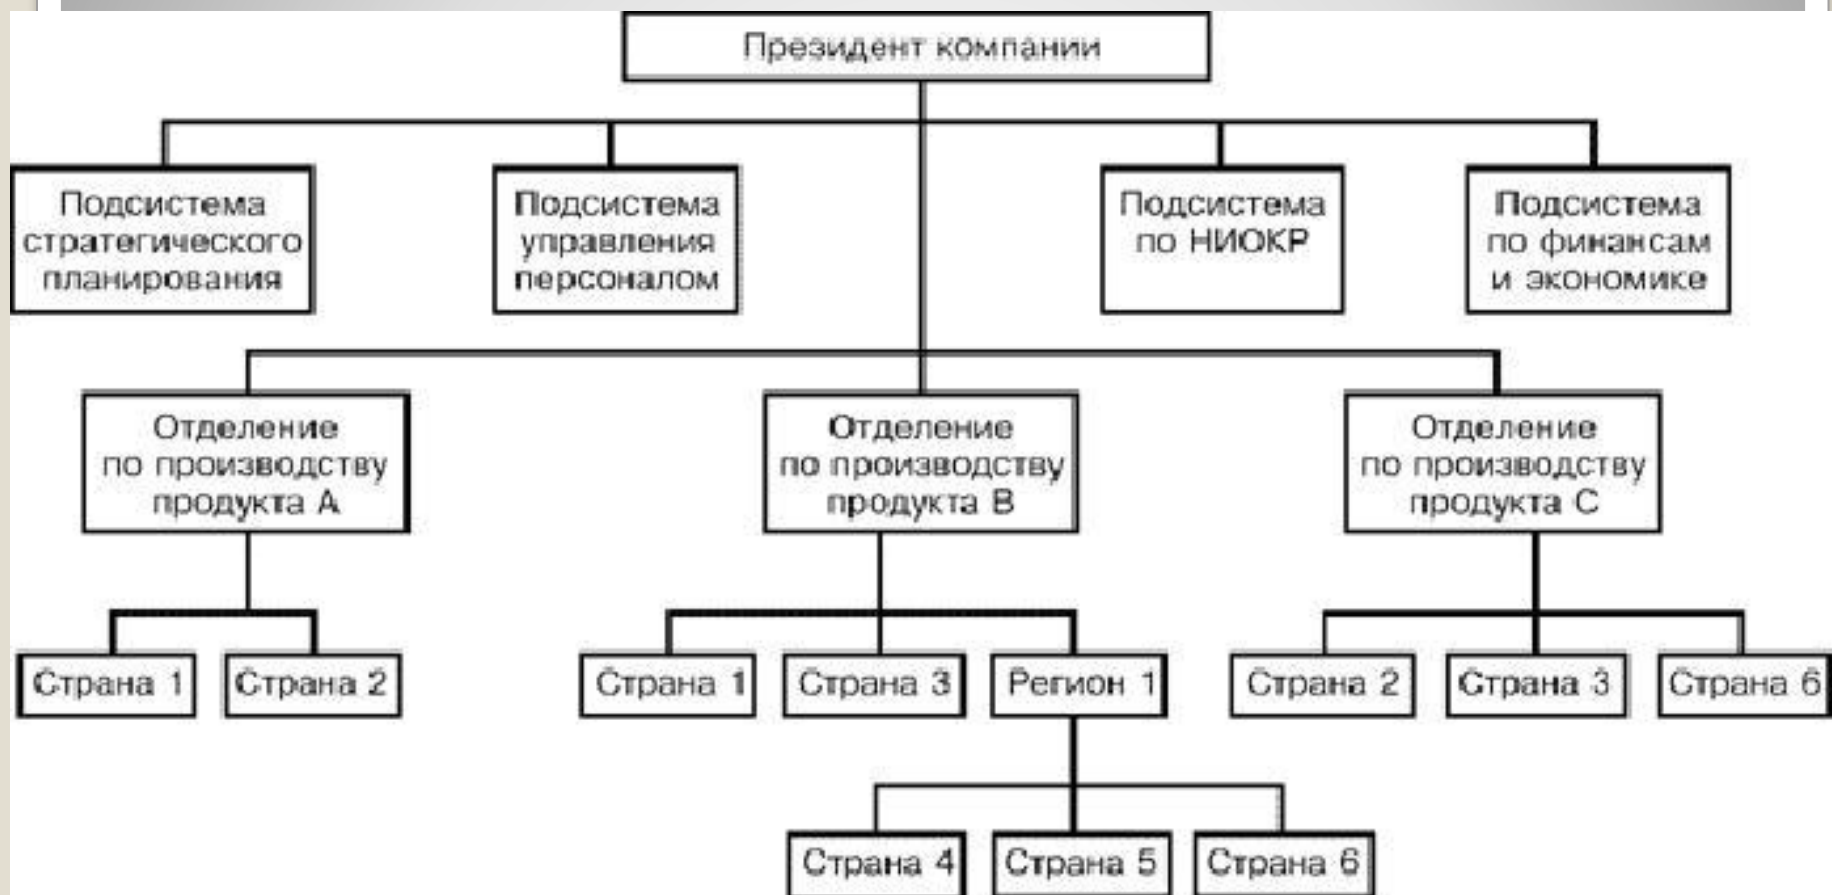 Президент компании
Подсистема
стратегического
планирования
Подсистема
управления
персоналом
Подсистема
по НИОКР
Подсистема
по финансам
и экономике
Отделение
по производству
продукта А
Отделение
по производству
продукта В
Отделение
по производству
продукта С
Страна 1
Страна 2
Страна 1
Страна 3
Регион 1
Страна 2
Страна 3
Страна 6
Страна 4
Страна 5
Страна 6